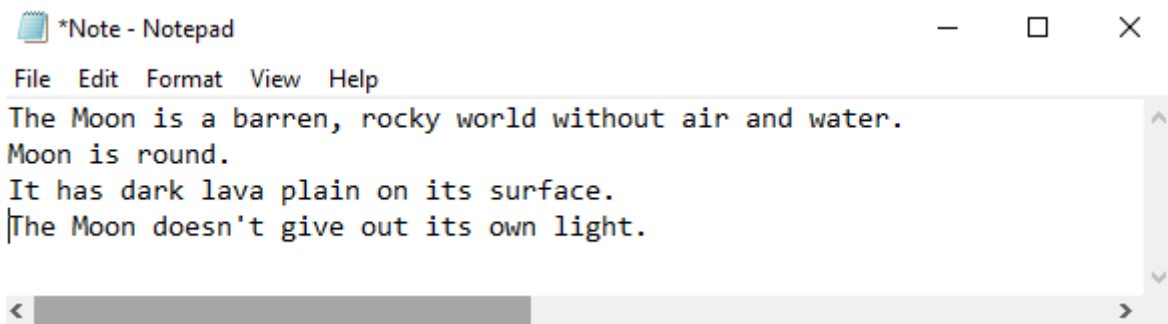 *Note - Notepad
File Edit Format View Help
The Moon is a barren, rocky world without air and water.
Moon is round.
It has dark lava plain on its surface.
The Moon doesn't give out its own light.